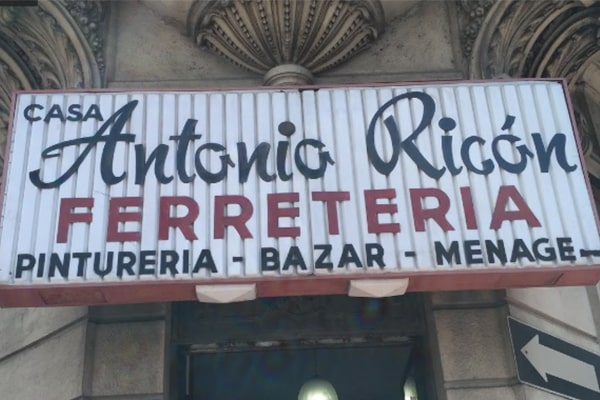 CASA Antonio Ricón
FERRETERIA
PINTURERIA - BAZAR - MENAGE